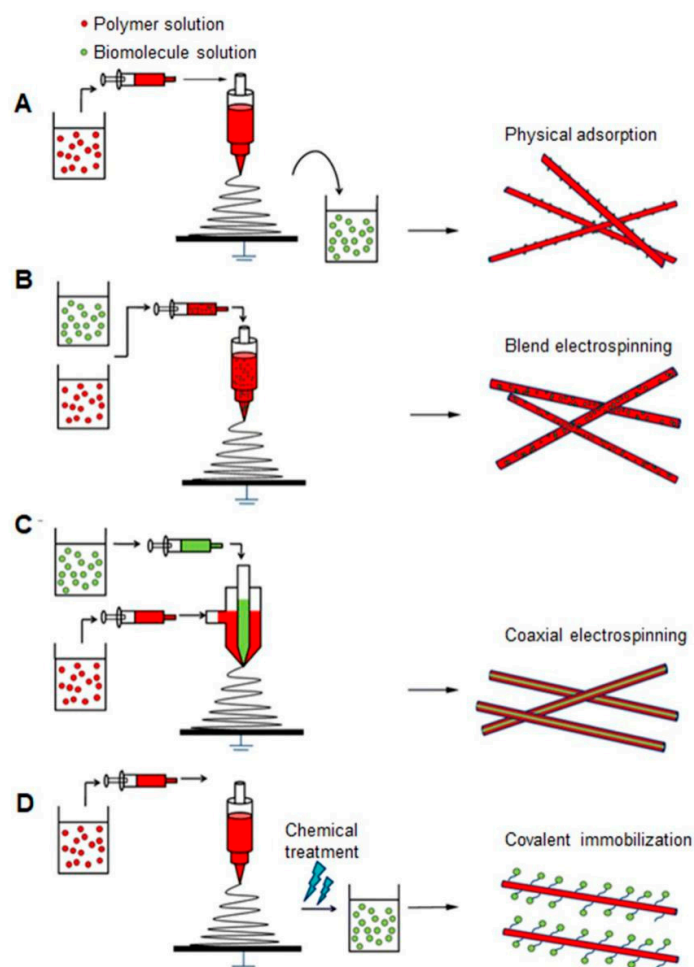 Polymer solution
Biomolecule solution
A
Physical adsorption
B
Blend electrospinning
C
Coaxial electrospinning
D
Chemical
treatment
Covalent immobilization